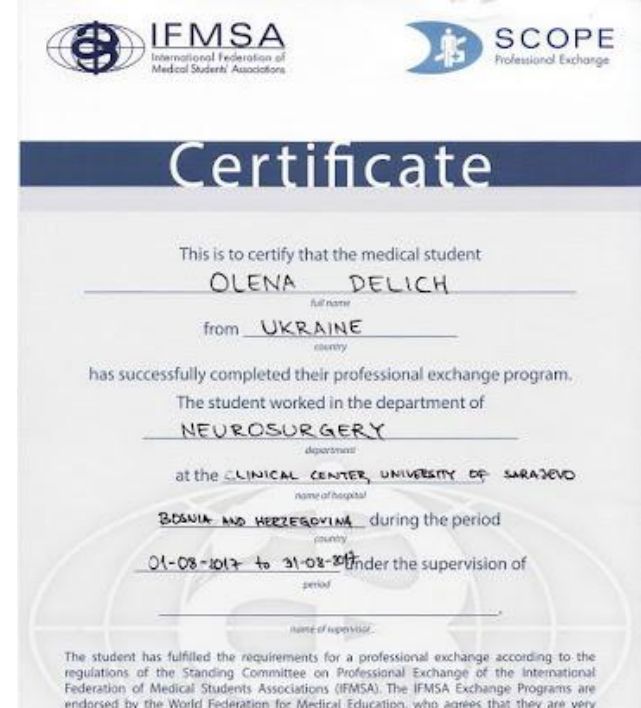 IFMSA
International Federation of
Medical Students' Associations
SCOPE
Professional Exchange
Certificate
This is to certify that the medical student
OLENA DELICH
full name
from UKRAINE
country
has successfully completed their professional exchange program.
The student worked in the department of
NEUROSURGERY
department
at the CLINICAL CENTER, UNIVERSITY OF SARAJEVO
name of hospital
BOSNIA AND HERZEGOVINA during the period
country
01-08-2017 to 31-08-2017 under the supervision of
period
name of supervisor
The student has fulfilled the requirements for a professional exchange according to the
regulations of the Standing Committee on Professional Exchange of the International
Federation of Medical Students Associations (IFMSA). The IFMSA Exchange Programs are
endorsed by the World Federation for Medical Education, who agrees that they are very